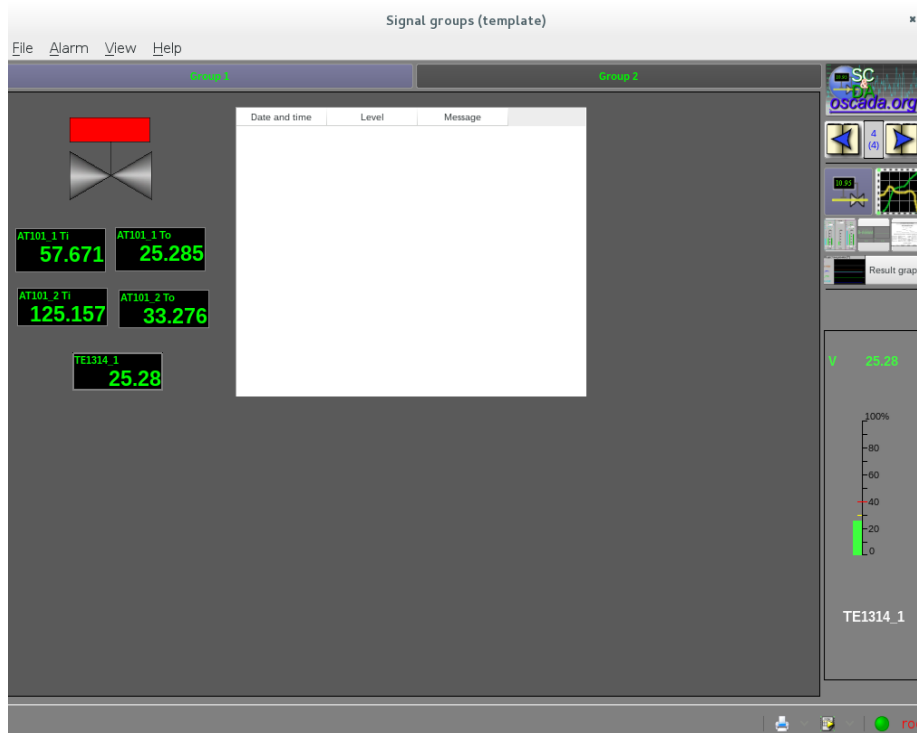 Signal groups (template)
File Alarm View Help
Group 1 Group 2
SC
&
DA
oscada.org
4
(4)
Date and time Level Message
10.95
AT101_1 Ti
57.671
AT101_1 To
25.285
AT101_2 Ti
125.157
AT101_2 To
33.276
TE1314_1
25.28
Result grap
V 25.28
100%
80
60
40
20
0
TE1314_1